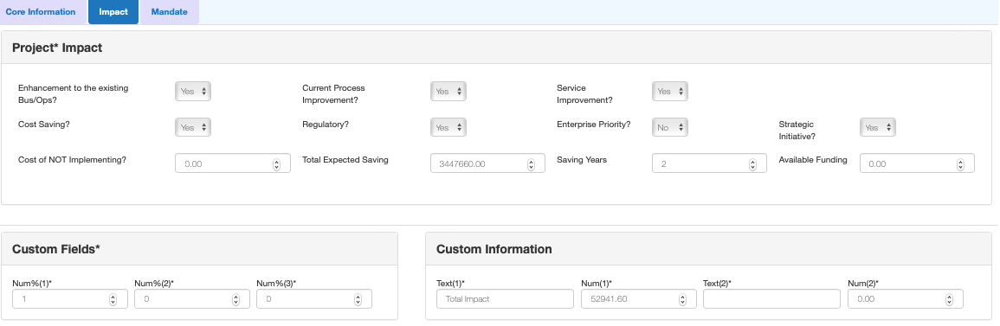 Core Information Impact Mandate
Project* Impact
Enhancement to the existing
Bus/Ops?
Yes
Current Process
Improvement?
Yes
Service
Improvement?
Yes
Cost Saving?
Yes
Regulatory?
Yes
Enterprise Priority?
No
Strategic
Initiative?
Yes
Cost of NOT Implementing?
0.00
Total Expected Saving
3447660.00
Saving Years
2
Available Funding
0.00
Custom Fields*
Num%(1)* Num%(2)* Num%(3)*
1 0 0
Custom Information
Text(1)* Num(1)* Text(2)* Num(2)*
Total Impact 52941.60 0.00